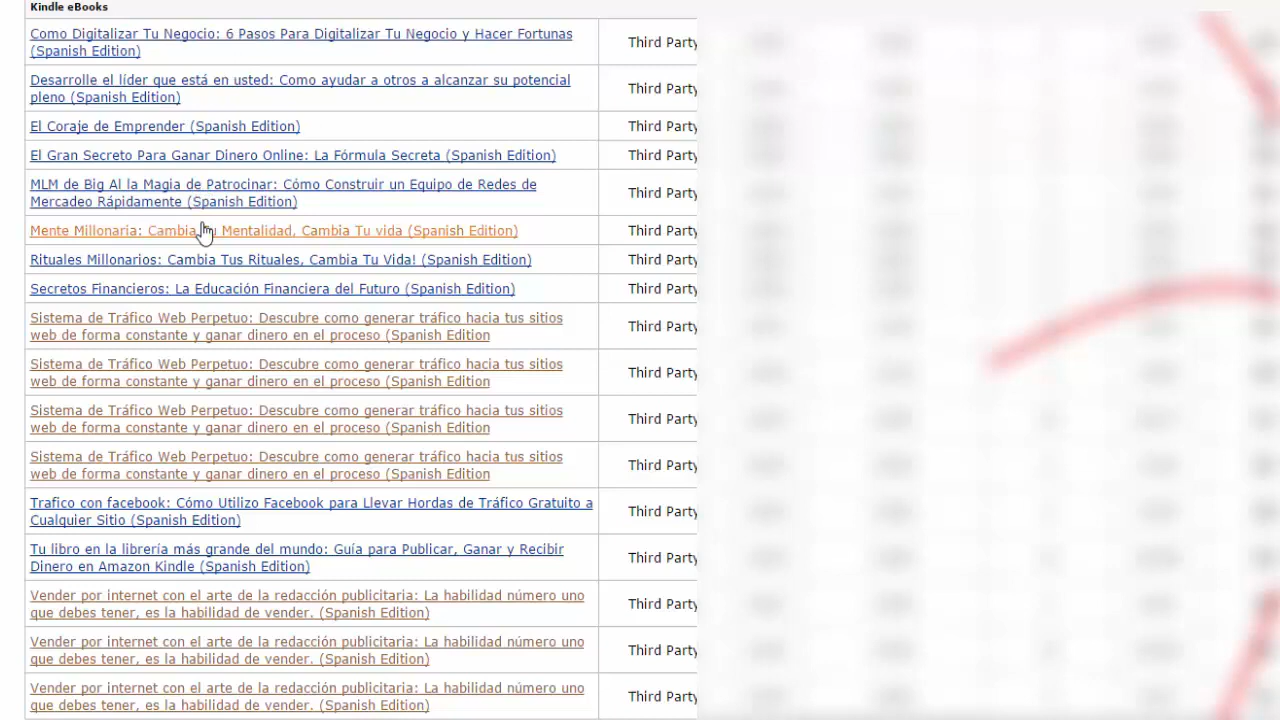 Kindle eBooks
Como Digitalizar Tu Negocio: 6 Pasos Para Digitalizar Tu Negocio y Hacer Fortunas
(Spanish Edition)
Third Party
Desarrolle el líder que está en usted: Como ayudar a otros a alcanzar su potencial
pleno (Spanish Edition)
Third Party
El Coraje de Emprender (Spanish Edition)
Third Party
El Gran Secreto Para Ganar Dinero Online: La Fórmula Secreta (Spanish Edition)
Third Party
MLM de Big Al la Magia de Patrocinar: Cómo Construir un Equipo de Redes de
Mercadeo Rápidamente (Spanish Edition)
Third Party
Mente Millonaria: Cambia Tu Mentalidad, Cambia Tu vida (Spanish Edition)
Third Party
Rituales Millonarios: Cambia Tus Rituales, Cambia Tu Vida! (Spanish Edition)
Third Party
Secretos Financieros: La Educación Financiera del Futuro (Spanish Edition)
Third Party
Sistema de Tráfico Web Perpetuo: Descubre como generar tráfico hacia tus sitios
web de forma constante y ganar dinero en el proceso (Spanish Edition
Third Party
Sistema de Tráfico Web Perpetuo: Descubre como generar tráfico hacia tus sitios
web de forma constante y ganar dinero en el proceso (Spanish Edition
Third Party
Sistema de Tráfico Web Perpetuo: Descubre como generar tráfico hacia tus sitios
web de forma constante y ganar dinero en el proceso (Spanish Edition
Third Party
Sistema de Tráfico Web Perpetuo: Descubre como generar tráfico hacia tus sitios
web de forma constante y ganar dinero en el proceso (Spanish Edition
Third Party
Trafico con facebook: Cómo Utilizo Facebook para Llevar Hordas de Tráfico Gratuito a
Cualquier Sitio (Spanish Edition)
Third Party
Tu libro en la librería más grande del mundo: Guía para Publicar, Ganar y Recibir
Dinero en Amazon Kindle (Spanish Edition)
Third Party
Vender por internet con el arte de la redacción publicitaria: La habilidad número uno
que debes tener, es la habilidad de vender. (Spanish Edition)
Third Party
Vender por internet con el arte de la redacción publicitaria: La habilidad número uno
que debes tener, es la habilidad de vender. (Spanish Edition)
Third Party
Vender por internet con el arte de la redacción publicitaria: La habilidad número uno
que debes tener, es la habilidad de vender. (Spanish Edition)
Third Party